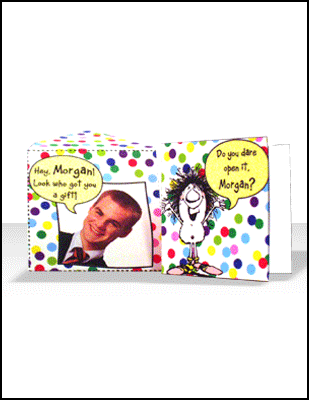 Hey, Morgan!
Look who got you
a gift!
Do you dare
open it,
Morgan?